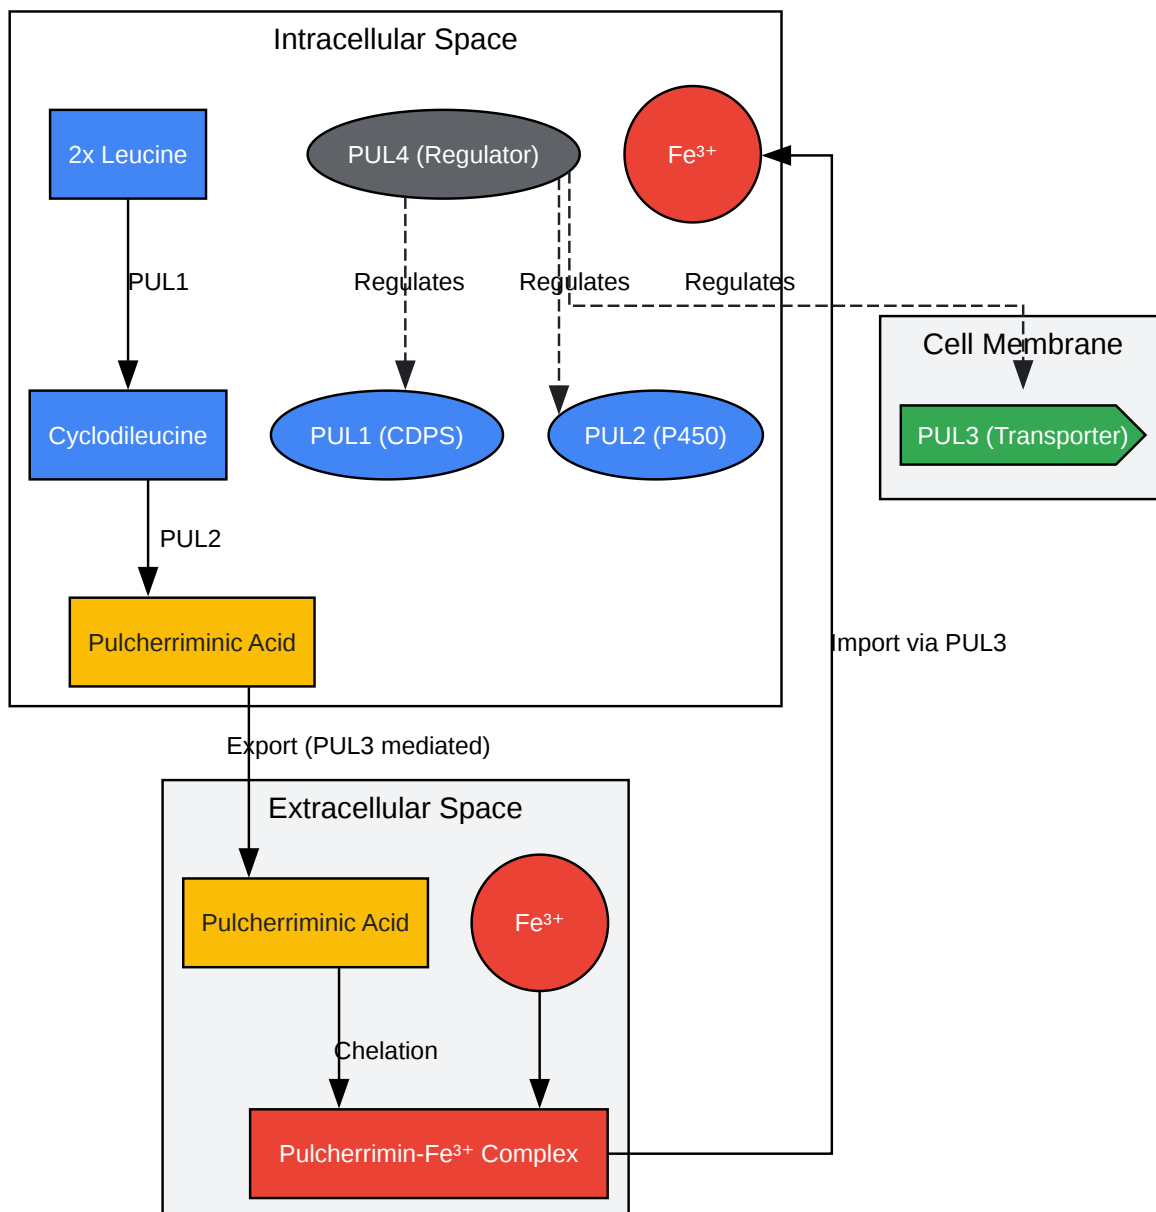 Intracellular Space
2x Leucine
PUL4 (Regulator)
Fe³⁺
PUL1
Regulates
Regulates
Regulates
Cell Membrane
Cyclodileucine
PUL1 (CDPS)
PUL2 (P450)
PUL3 (Transporter)
PUL2
Pulcherriminic Acid
Import via PUL3
Export (PUL3 mediated)
Extracellular Space
Pulcherriminic Acid
Fe³⁺
Chelation
Pulcherrimin-Fe³⁺ Complex